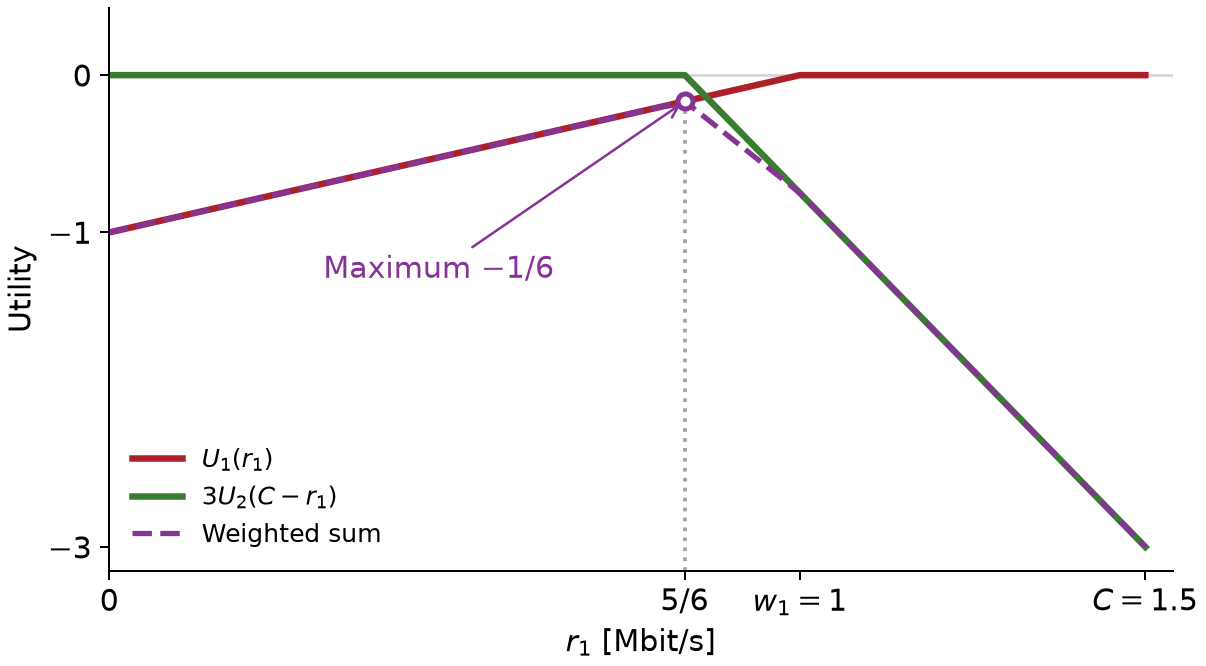 0
−1
−3
Utility
Maximum −1/6
U₁(r₁)
3U₂(C − r₁)
Weighted sum
0
5/6
w₁ = 1
C = 1.5
r₁ [Mbit/s]